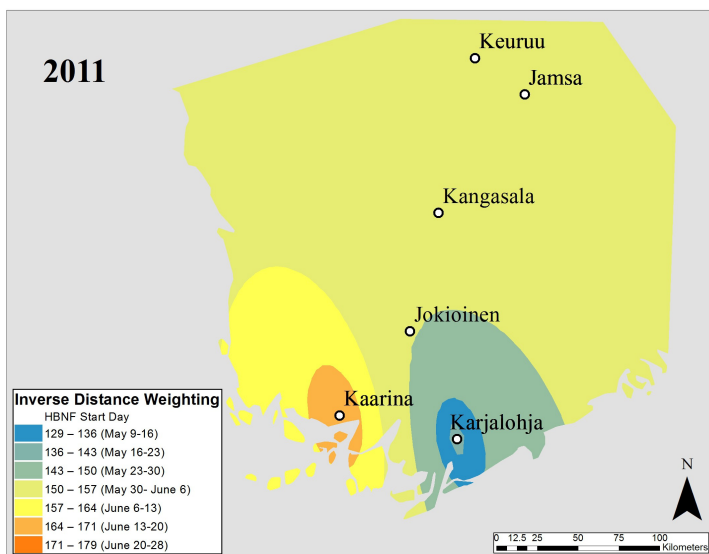 2011
Keuruu
Jamsa
Kangasala
Jokioinen
Kaarina
Karjalohja
Inverse Distance Weighting
HBNF Start Day
129 – 136 (May 9-16)
136 – 143 (May 16-23)
143 – 150 (May 23-30)
150 – 157 (May 30- June 6)
157 – 164 (June 6-13)
164 – 171 (June 13-20)
171 – 179 (June 20-28)
N
0 12.5 25 50 75 100
Kilometers